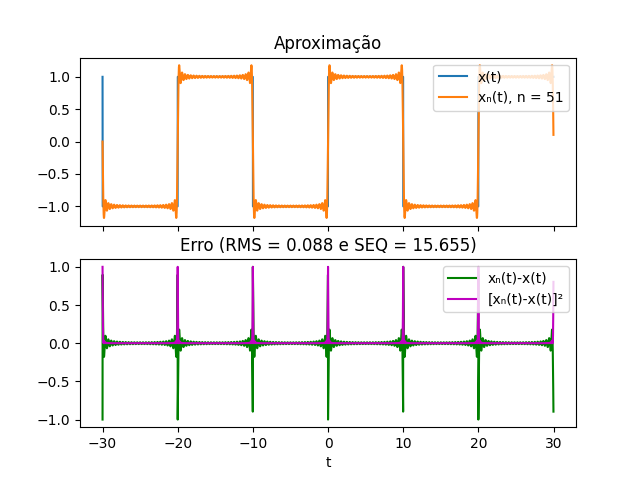 Aproximação
1.0
0.5
0.0
−0.5
−1.0
x(t)
xₙ(t), n = 51
Erro (RMS = 0.088 e SEQ = 15.655)
1.0
0.5
0.0
−0.5
−1.0
xₙ(t)-x(t)
[xₙ(t)-x(t)]²
−30 −20 −10 0 10 20 30
t